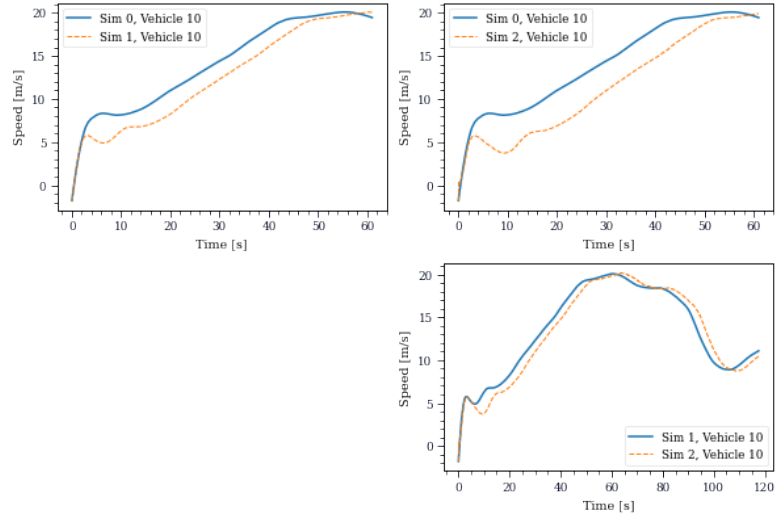 20
15
10
5
0
Speed [m/s]
Sim 0, Vehicle 10
Sim 1, Vehicle 10
0 10 20 30 40 50 60
Time [s]
20
15
10
5
0
Speed [m/s]
Sim 0, Vehicle 10
Sim 2, Vehicle 10
0 10 20 30 40 50 60
Time [s]
20
15
10
5
0
Speed [m/s]
Sim 1, Vehicle 10
Sim 2, Vehicle 10
0 20 40 60 80 100 120
Time [s]